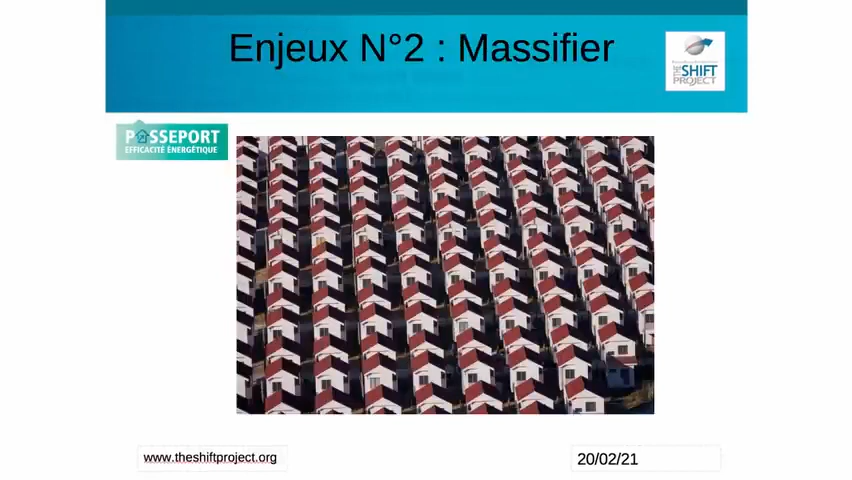 Enjeux N°2 : Massifier
THE SHIFT
PROJECT
PASSEPORT
EFFICACITÉ ÉNERGÉTIQUE
www.theshiftproject.org
20/02/21